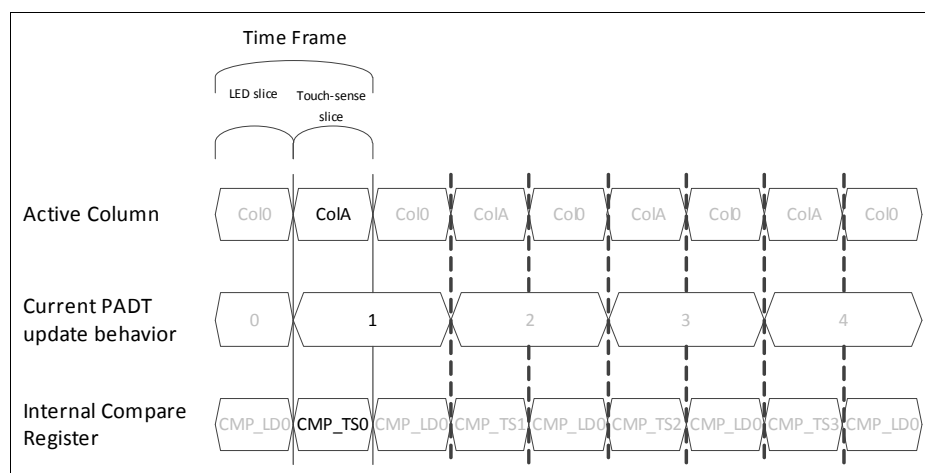 Time Frame
LED slice
Touch-sense
slice
Active Column
Col0 ColA Col0 ColA Col0 ColA Col0 ColA Col0
Current PADT
update behavior
0 1 2 3 4
Internal Compare
Register
CMP_LD0 CMP_TS0 CMP_LD0 CMP_TS1 CMP_LD0 CMP_TS2 CMP_LD0 CMP_TS3 CMP_LD0